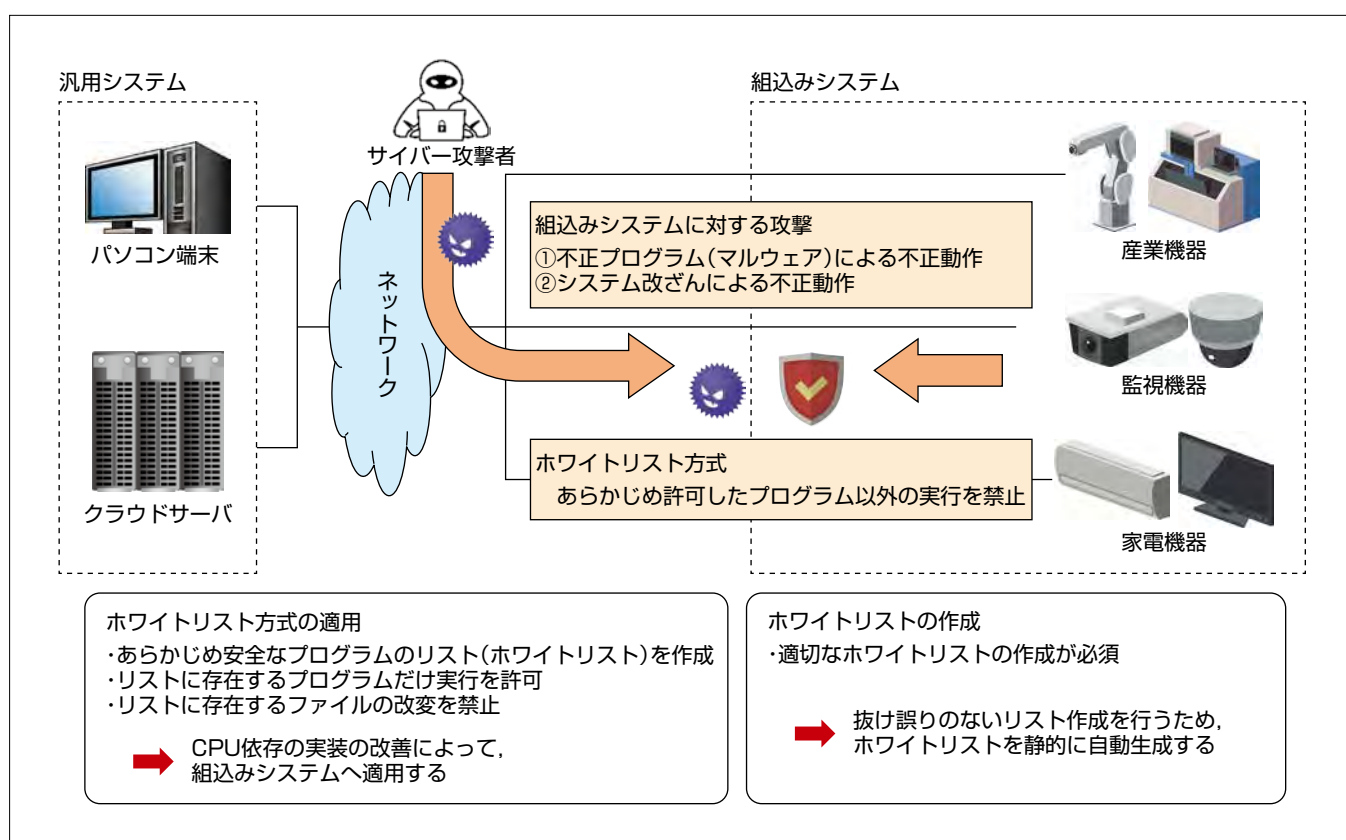 汎用システム
組込みシステム
サイバー攻撃者
パソコン端末
ネットワーク
組込みシステムに対する攻撃
①不正プログラム(マルウェア)による不正動作
②システム改ざんによる不正動作
産業機器
監視機器
クラウドサーバ
ホワイトリスト方式
あらかじめ許可したプログラム以外の実行を禁止
家電機器
ホワイトリスト方式の適用
・あらかじめ安全なプログラムのリスト(ホワイトリスト)を作成
・リストに存在するプログラムだけ実行を許可
・リストに存在するファイルの改変を禁止
CPU依存の実装の改善によって,
組込みシステムへ適用する
ホワイトリストの作成
・適切なホワイトリストの作成が必須
抜け誤りのないリスト作成を行うため,
ホワイトリストを静的に自動生成する